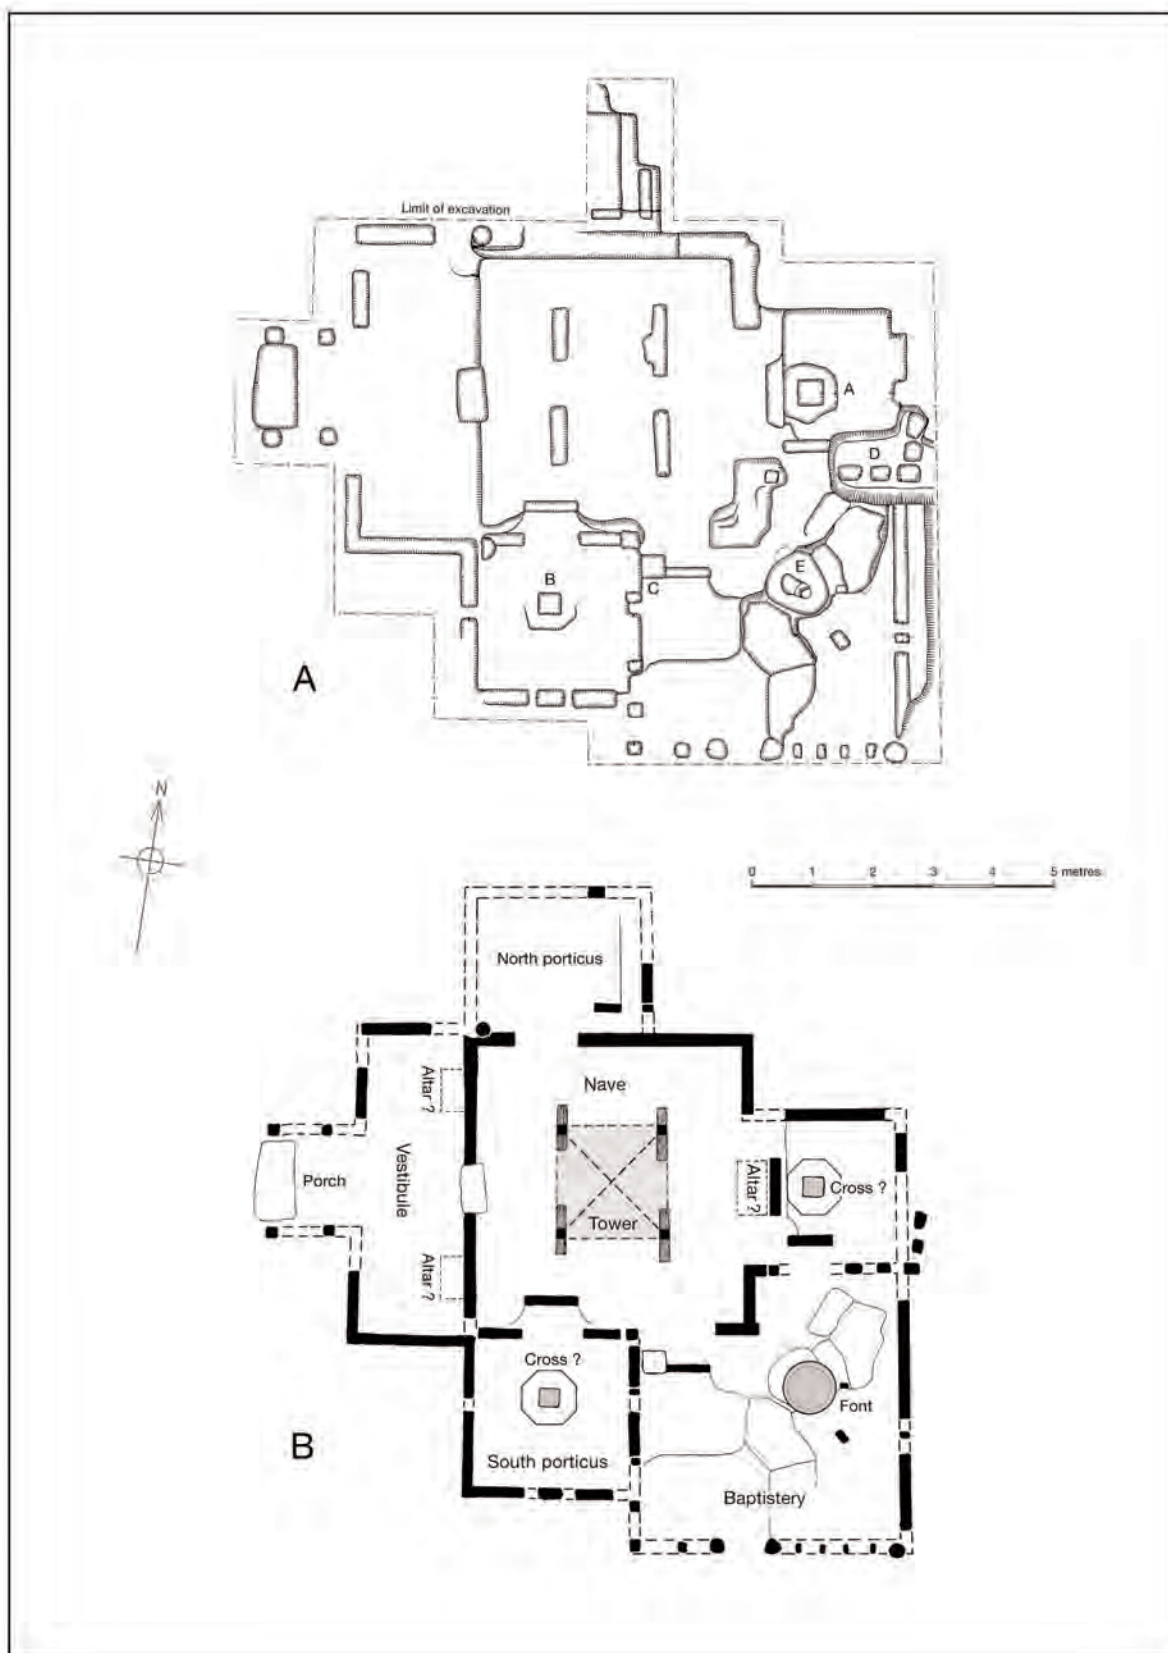 Limit of excavation
A
D
E
B
C
A
N
0 1 2 3 4 5 metres
North porticus
Nave
Altar ?
Vestibule
Porch
Altar ?
Cross ?
Tower
Altar ?
Cross ?
Font
B
South porticus
Baptistery